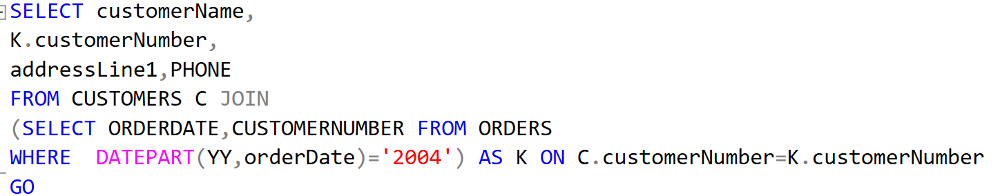 SELECT customerName,
K.customerNumber,
addressLine1,PHONE
FROM CUSTOMERS C JOIN
(SELECT ORDERDATE,CUSTOMERNUMBER FROM ORDERS
WHERE  DATEPART(YY,orderDate)='2004') AS K ON C.customerNumber=K.customerNumber
GO